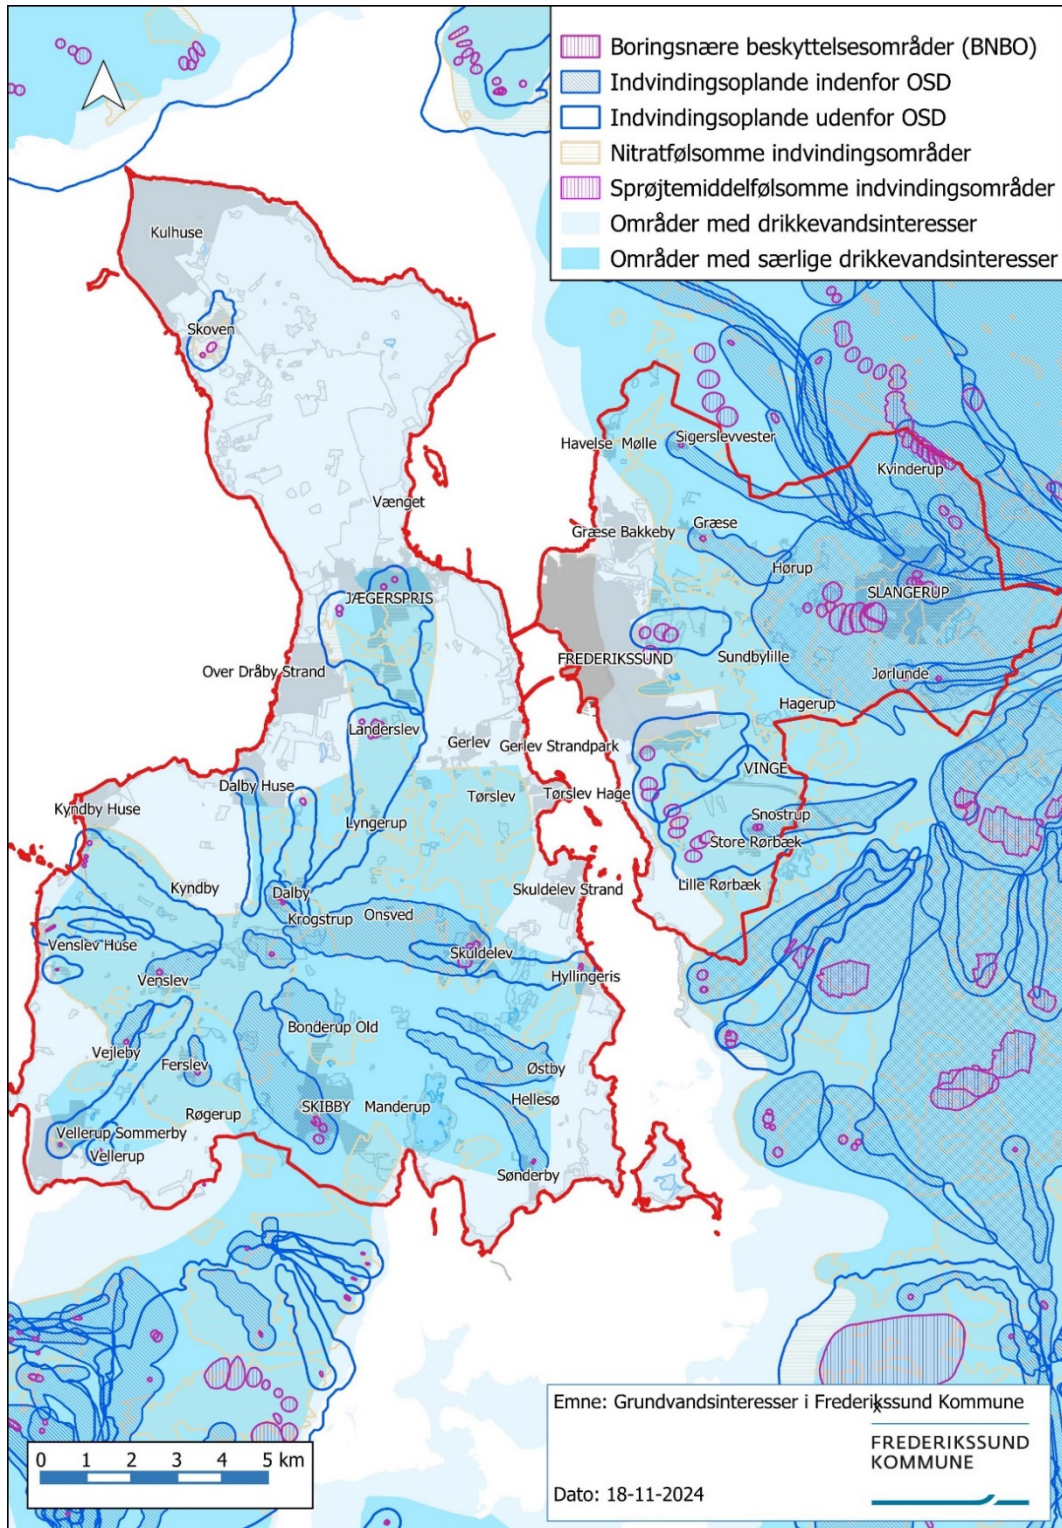 Boringsnære beskyttelsesområder (BNBO)
Indvindingsoplande indenfor OSD
Indvindingsoplande udenfor OSD
Nitratfølsomme indvindingsområder
Sprøjtemiddelfølsomme indvindingsområder
Områder med drikkevandsinteresser
Områder med særlige drikkevandsinteresser
Kulhuse
Skoven
Havelse Mølle
Sigerslevvester
Kvinderup
Vænget
Græse
Græse Bakkeby
Hørup
JÆGERSPRIS
SLANGERUP
Over Dråby Strand
FREDERIKSSUND
Sundbylille
Jørlunde
Hagerup
Landerslev
Gerlev
Gerlev Strandpark
VINGE
Dalby Huse
Tørslev
Tørslev Hage
Kyndby Huse
Lyngerup
Snostrup
Store Rørbæk
Kyndby
Dalby
Skuldelev Strand
Lille Rørbæk
Krogstrup
Onsved
Venslev Huse
Skuldelev
Venslev
Hyllingeris
Bonderup Old
Vejleby
Ferslev
Østby
Hellesø
Røgerup
SKIBBY
Manderup
Vellerup Sommerby
Vellerup
Sønderby
Emne: Grundvandsinteresser i Frederikssund Kommune
FREDERIKSSUND
KOMMUNE
Dato: 18-11-2024
0 1 2 3 4 5 km